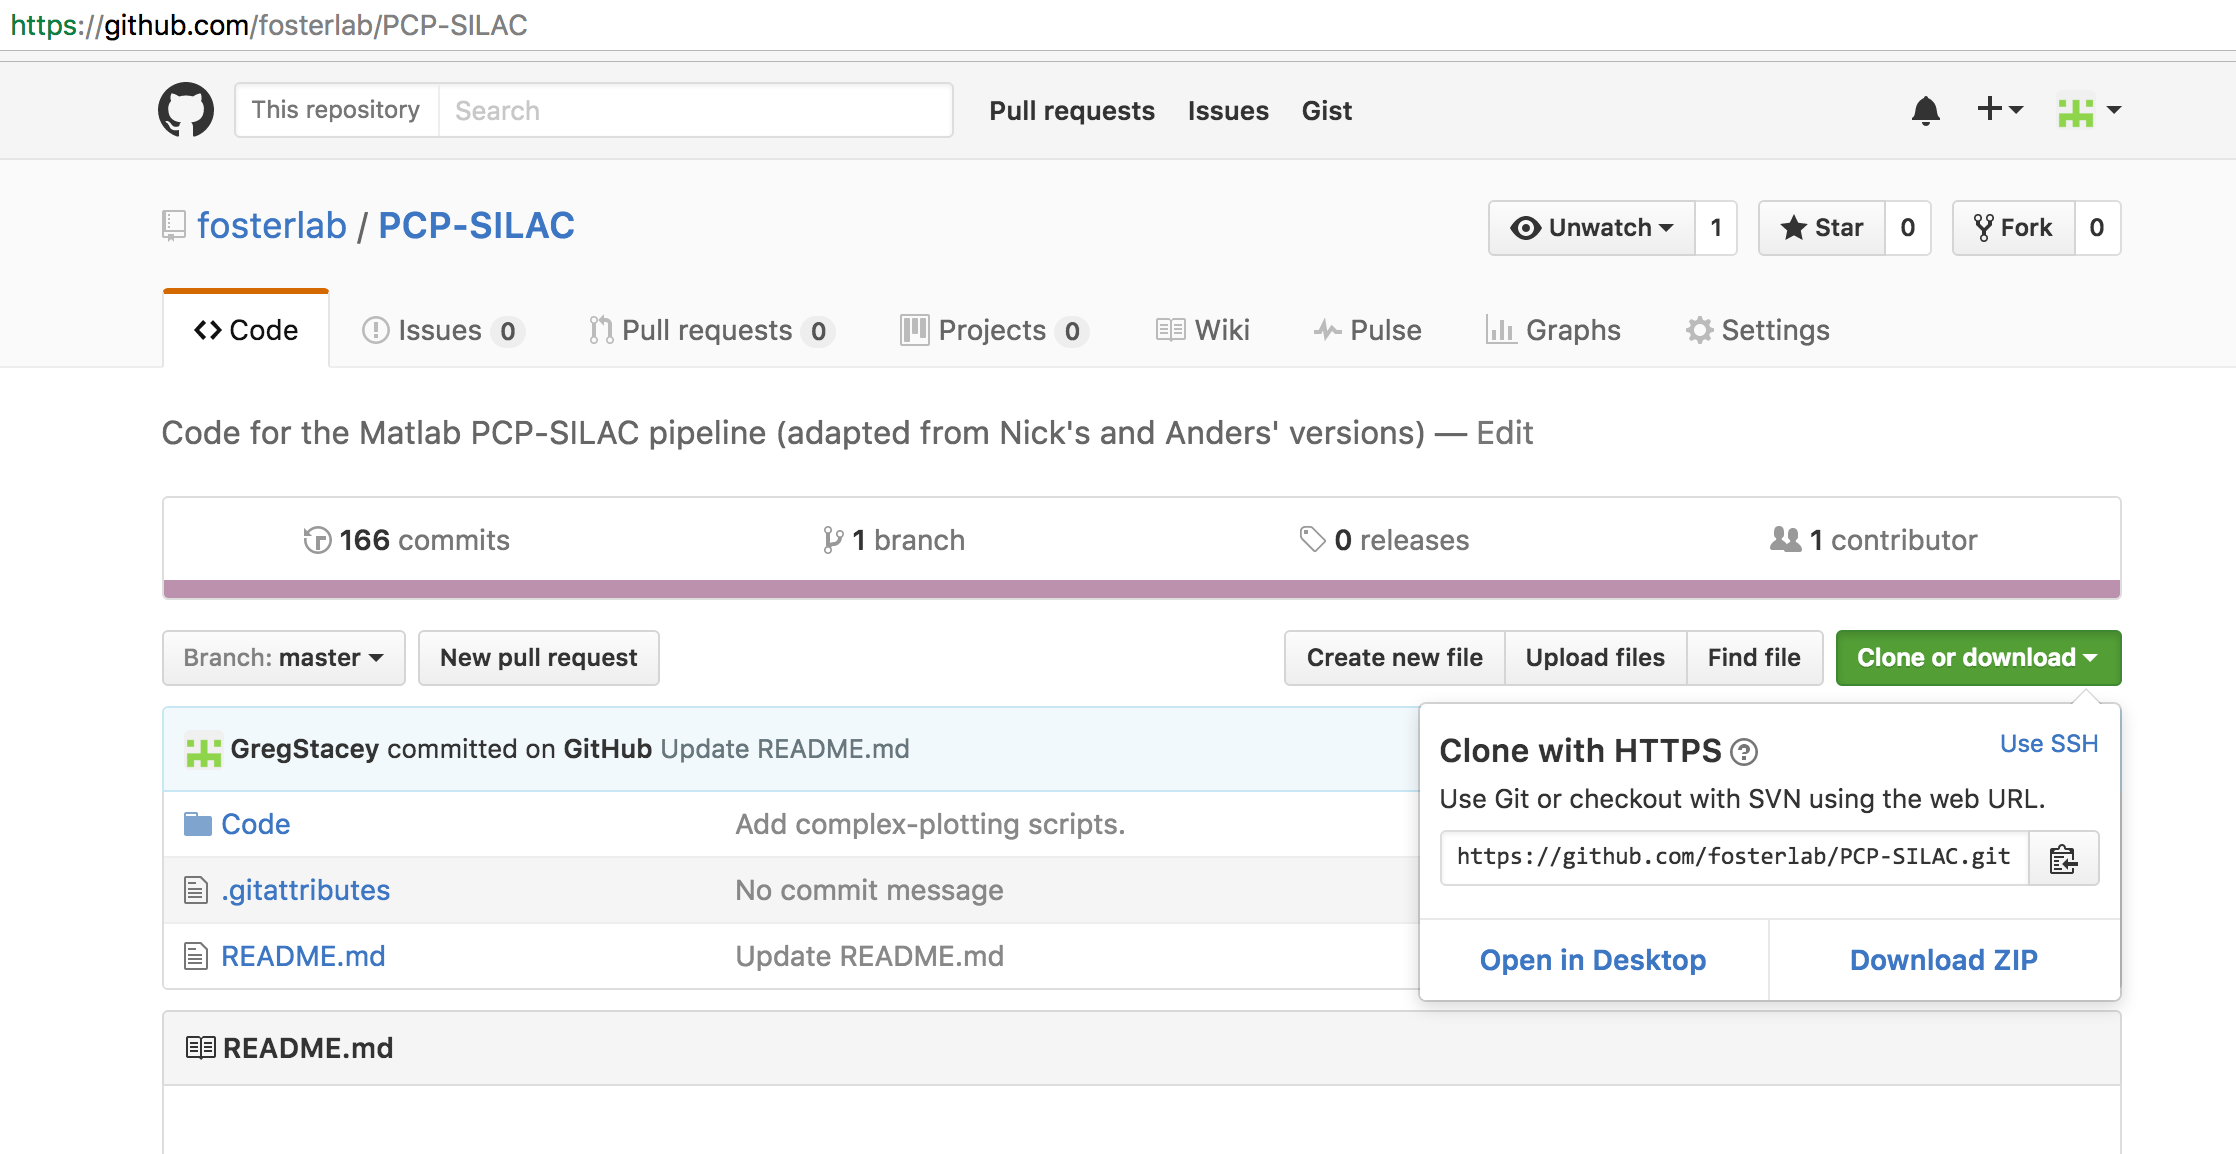 https://github.com/fosterlab/PCP-SILAC
This repository Search Pull requests Issues Gist
fosterlab / PCP-SILAC Unwatch 1 Star 0 Fork 0
Code Issues 0 Pull requests 0 Projects 0 Wiki Pulse Graphs Settings
Code for the Matlab PCP-SILAC pipeline (adapted from Nick's and Anders' versions) — Edit
166 commits 1 branch 0 releases 1 contributor
Branch: master New pull request Create new file Upload files Find file Clone or download
GregStacey committed on GitHub Update README.md
Code Add complex-plotting scripts.
.gitattributes No commit message
README.md Update README.md
Clone with HTTPS ? Use SSH
Use Git or checkout with SVN using the web URL.
https://github.com/fosterlab/PCP-SILAC.git
Open in Desktop Download ZIP
README.md